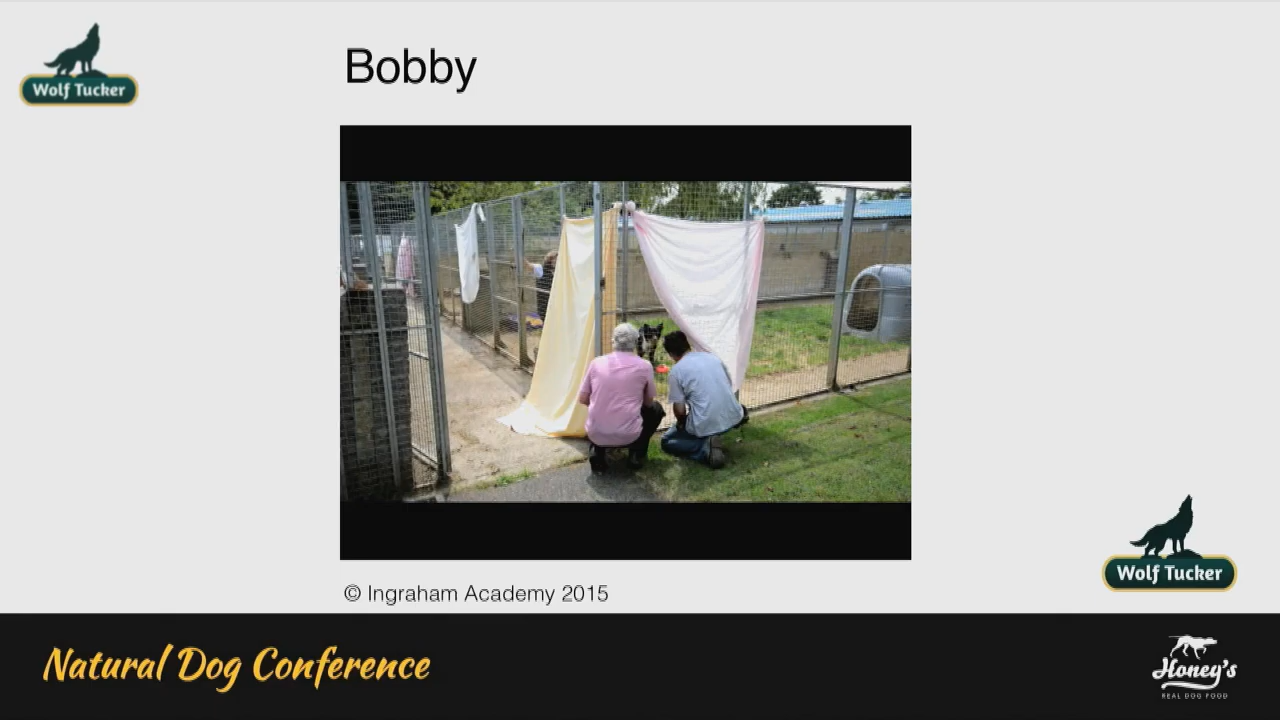 Wolf Tucker
Bobby
© Ingraham Academy 2015
Wolf Tucker
Natural Dog Conference
Honey's
REAL DOG FOOD